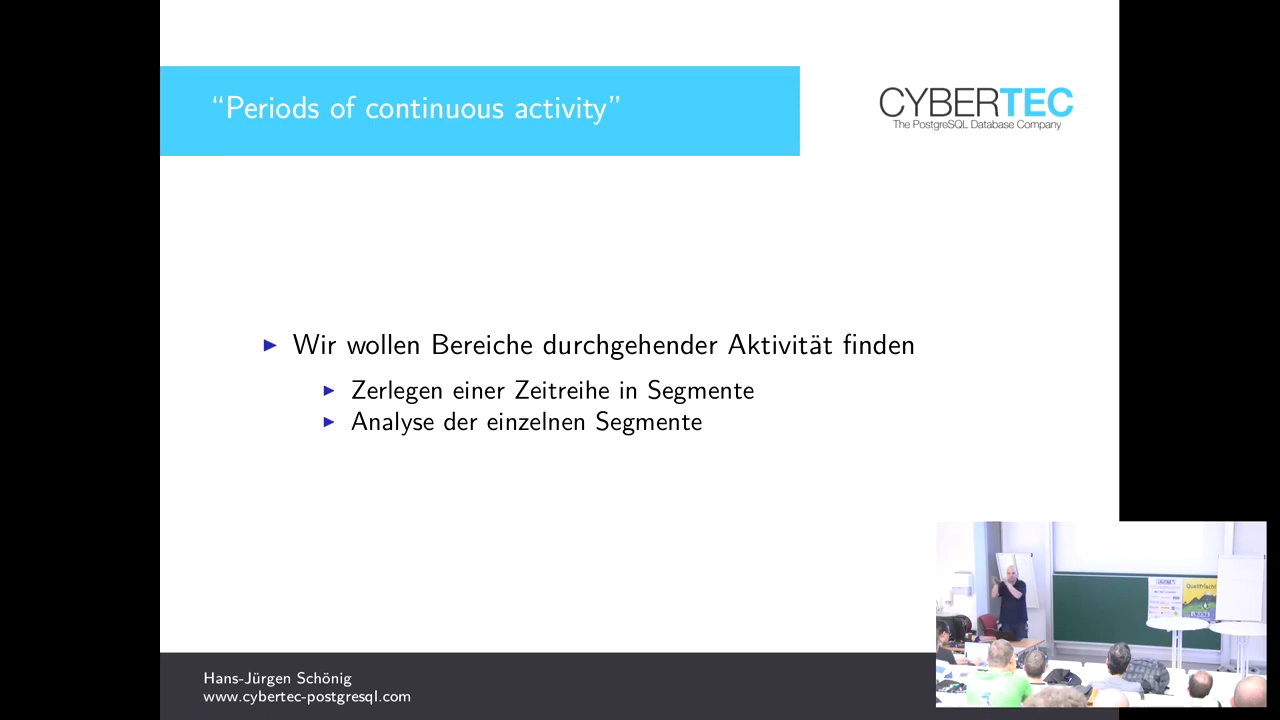 “Periods of continuous activity”
CYBERTEC
The PostgreSQL Database Company
Wir wollen Bereiche durchgehender Aktivität finden
Zerlegen einer Zeitreihe in Segmente
Analyse der einzelnen Segmente
Quellfrisch!
Hans-Jürgen Schönig
www.cybertec-postgresql.com